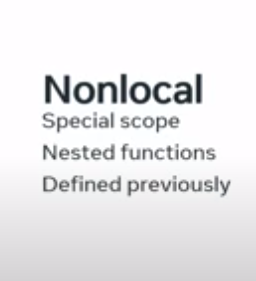 Nonlocal
Special scope
Nested functions
Defined previously